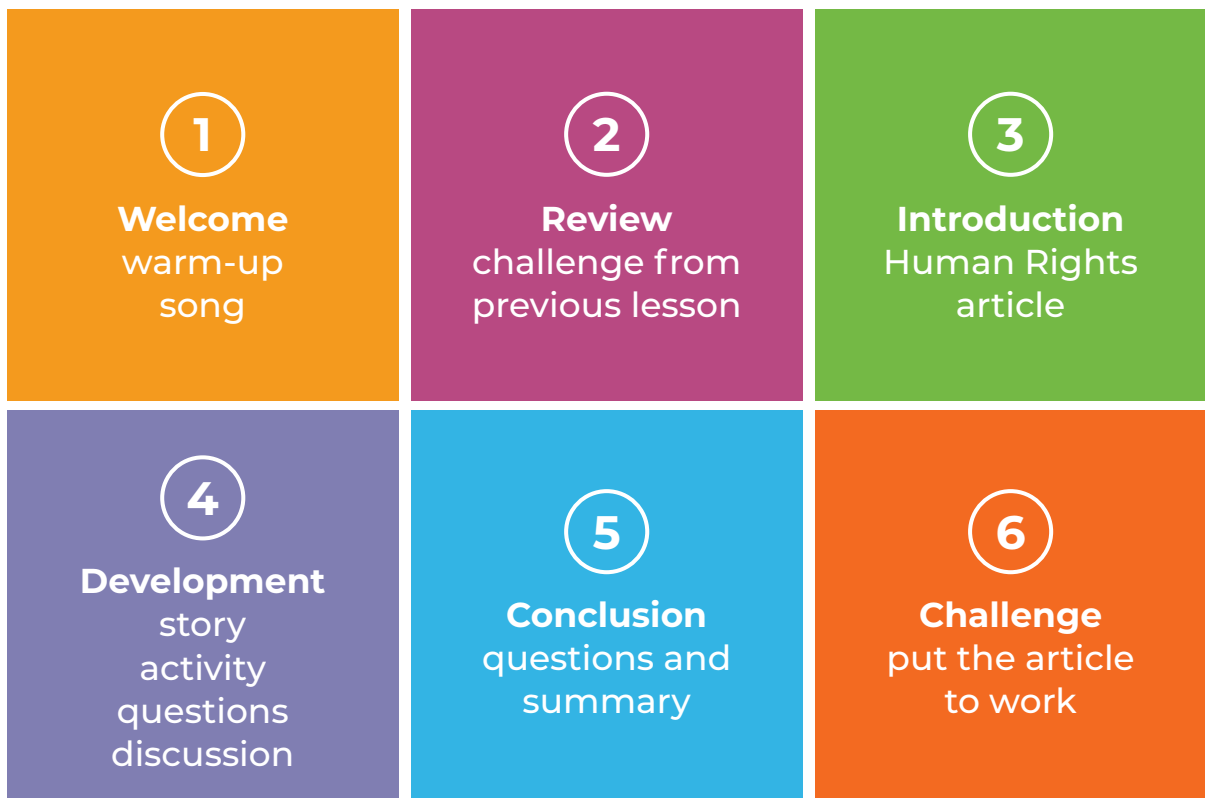 1
Welcome
warm-up
song
2
Review
challenge from
previous lesson
3
Introduction
Human Rights
article
4
Development
story
activity
questions
discussion
5
Conclusion
questions and
summary
6
Challenge
put the article
to work